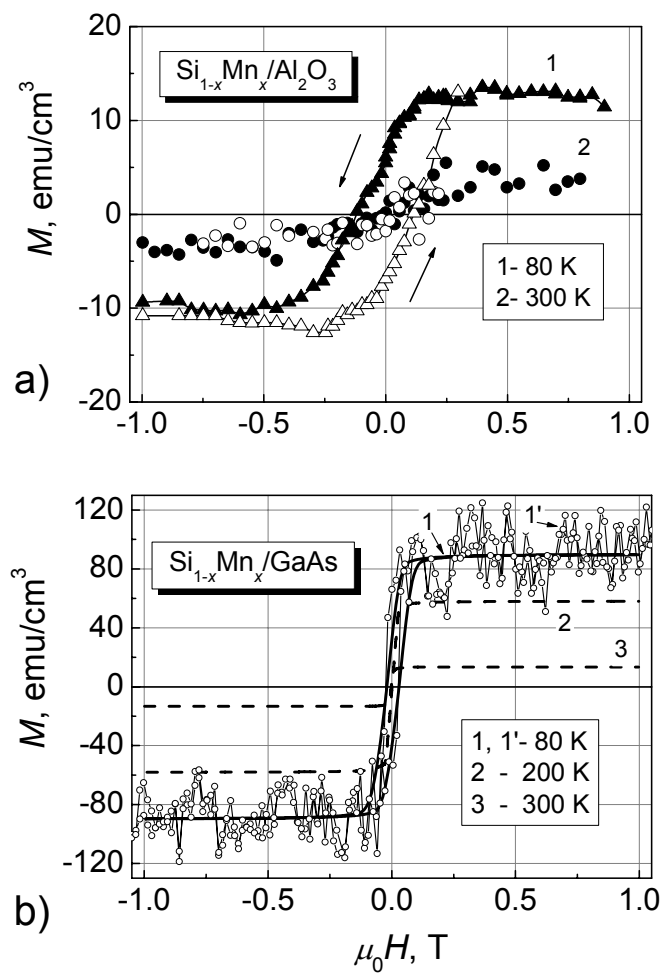 20
Si₁₋ₓMnₓ/Al₂O₃
1
10
2
M, emu/cm³
0
1- 80 K
2- 300 K
-10
a)
-20
-1.0 -0.5 0.0 0.5 1.0
120
1 1'
Si₁₋ₓMnₓ/GaAs
80
M, emu/cm³
40
2
3
0
1, 1'- 80 K
2 - 200 K
3 - 300 K
-40
-80
-120
b)
-1.0 -0.5 0.0 0.5 1.0
μ₀H, T